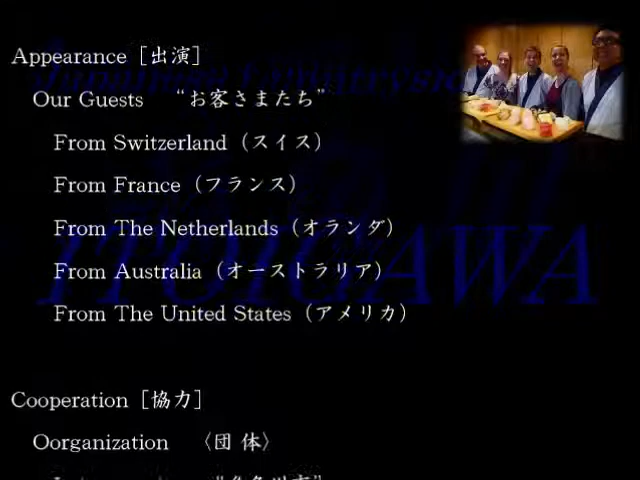 Appearance［出演］
Our Guests “お客さまたち”
From Switzerland（スイス）
From France（フランス）
From The Netherlands（オランダ）
From Australia（オーストラリア）
From The United States（アメリカ）
ITOIGAWA
Cooperation［協力］
Oorganization 〈団 体〉